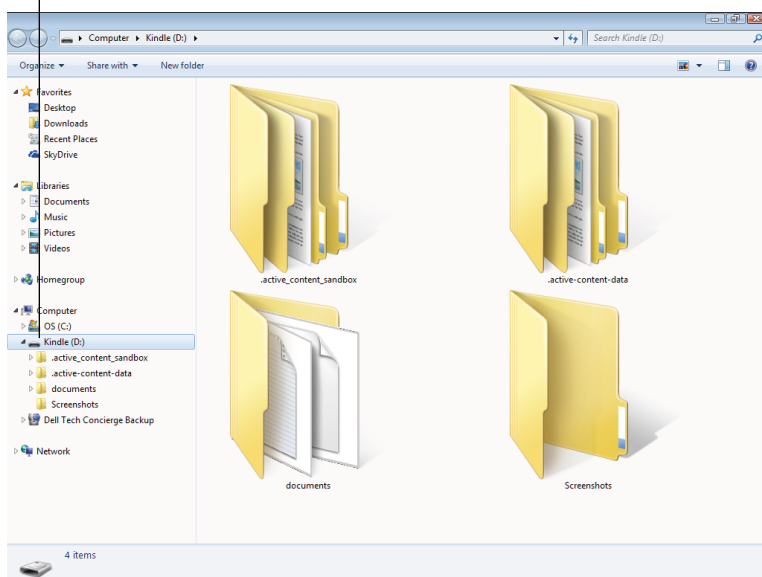 Computer Kindle (D:)
Search Kindle (D:)
Organize Share with New folder
Favorites
Desktop
Downloads
Recent Places
SkyDrive
Libraries
Documents
Music
Pictures
Videos
Homegroup
Computer
OS (C:)
Kindle (D:)
.active_content_sandbox
.active-content-data
documents
Screenshots
Dell Tech Concierge Backup
Network
.active_content_sandbox
.active-content-data
documents
Screenshots
4 items